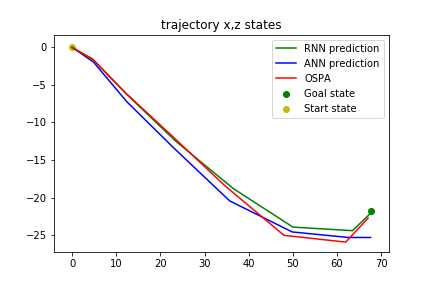 trajectory x,z states
RNN prediction
ANN prediction
OSPA
Goal state
Start state
0
−5
−10
−15
−20
−25
0 10 20 30 40 50 60 70